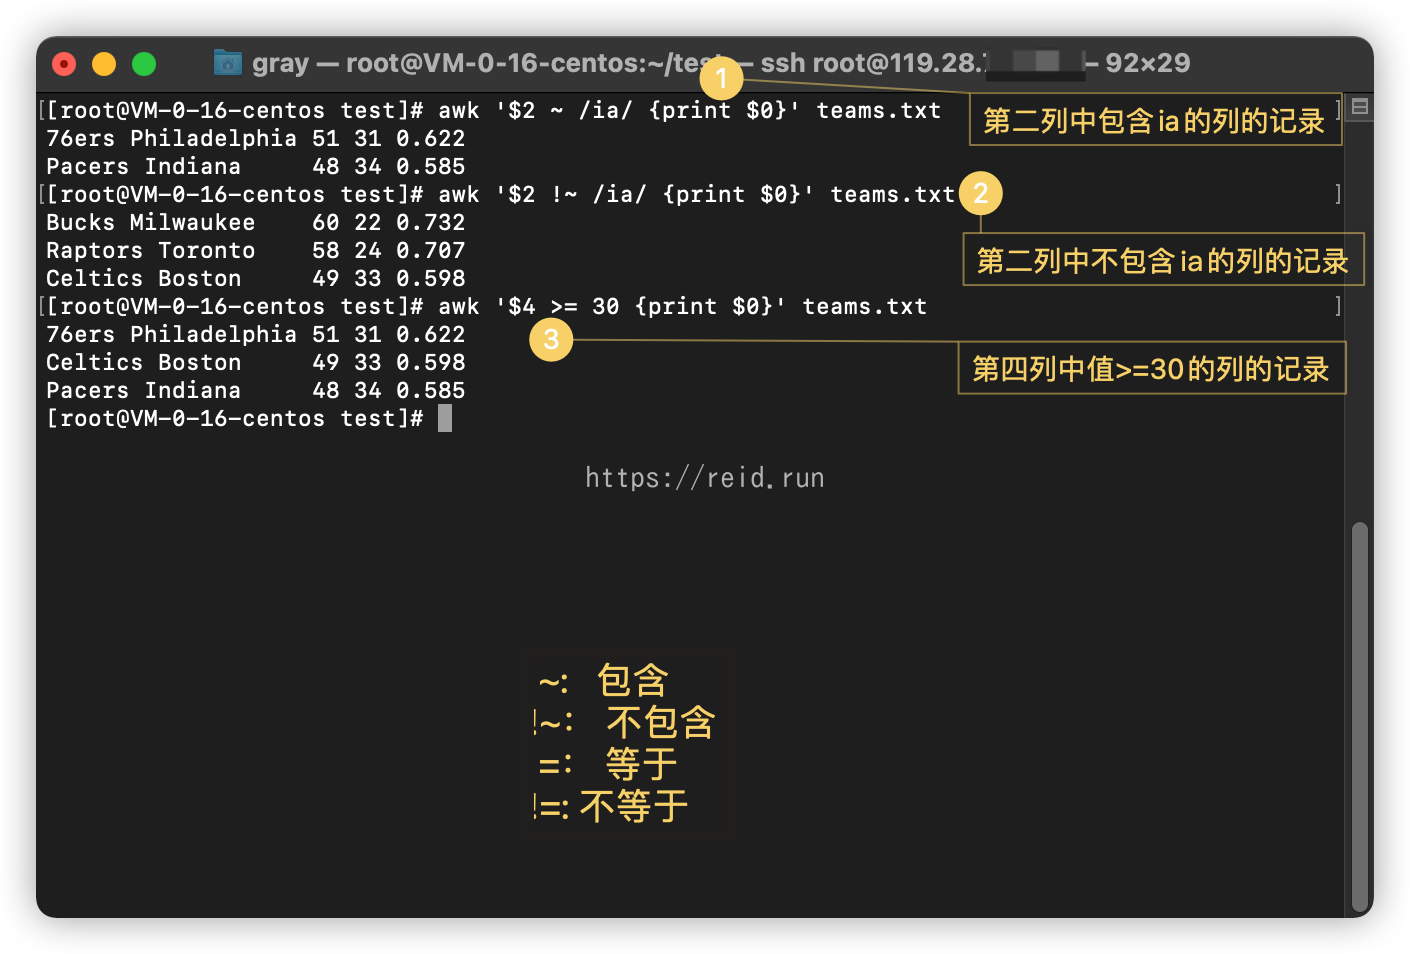 gray — root@VM-0-16-centos:~/test — ssh root@119.28. — 92×29
1
[[root@VM-0-16-centos test]# awk '$2 ~ /ia/ {print $0}' teams.txt ]
第二列中包含ia的列的记录
76ers Philadelphia 51 31 0.622
Pacers Indiana 48 34 0.585
[[root@VM-0-16-centos test]# awk '$2 !~ /ia/ {print $0}' teams.txt ]
2
Bucks Milwaukee 60 22 0.732
Raptors Toronto 58 24 0.707
第二列中不包含ia的列的记录
Celtics Boston 49 33 0.598
[[root@VM-0-16-centos test]# awk '$4 >= 30 {print $0}' teams.txt ]
76ers Philadelphia 51 31 0.622
3
Celtics Boston 49 33 0.598
第四列中值>=30的列的记录
Pacers Indiana 48 34 0.585
[root@VM-0-16-centos test]#
https://reid.run
~: 包含
!~: 不包含
=: 等于
!=: 不等于